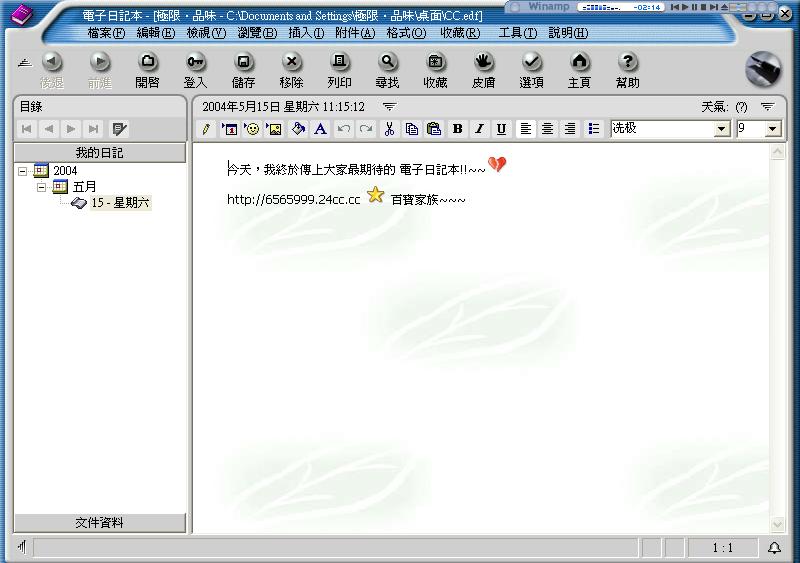 電子日記本 - [極限・品味 - C:\Documents and Settings\極限・品味\桌面\CC.edf]
Winamp -02:14
檔案(F) 編輯(E) 檢視(V) 瀏覽(B) 插入(I) 附件(A) 格式(O) 收藏(R) 工具(T) 說明(H)
後退 前進 開啓 登入 儲存 移除 列印 尋找 收藏 皮膚 選項 主頁 幫助
目錄
2004年5月15日 星期六 11:15:12
天氣: (?)
A B I U 冼极 9
我的日記
2004
五月
15 - 星期六
今天，我終於傳上大家最期待的 電子日記本!!~~
http://6565999.24cc.cc 百寶家族~~~
文件資料
1 : 1